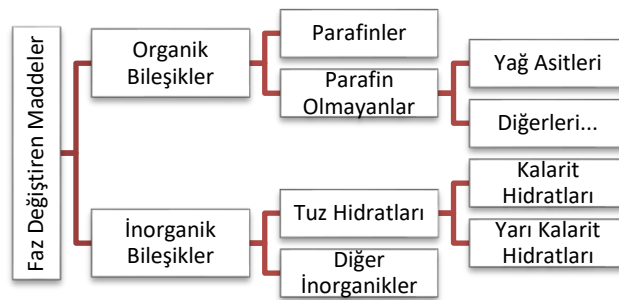 Faz Değiştiren Maddeler
Organik
Bileşikler
Parafinler
Parafin
Olmayanlar
Yağ Asitleri
Diğerleri...
İnorganik
Bileşikler
Tuz Hidratları
Diğer
İnorganikler
Kalarit
Hidratları
Yarı Kalarit
Hidratları